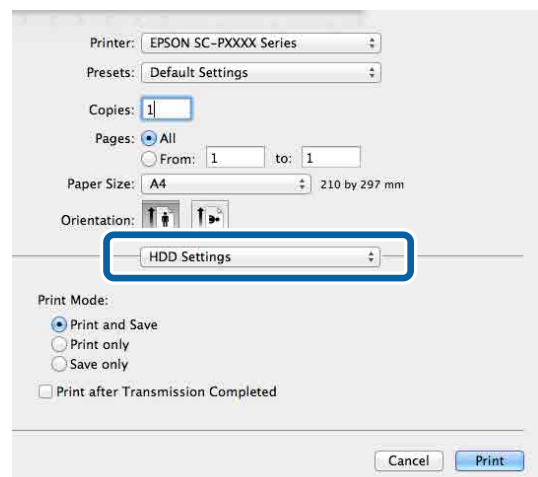 Printer: EPSON SC-PXXXX Series
Presets: Default Settings
Copies: 1
Pages: All
From: 1 to: 1
Paper Size: A4 210 by 297 mm
Orientation:
HDD Settings
Print Mode:
Print and Save
Print only
Save only
Print after Transmission Completed
Cancel Print